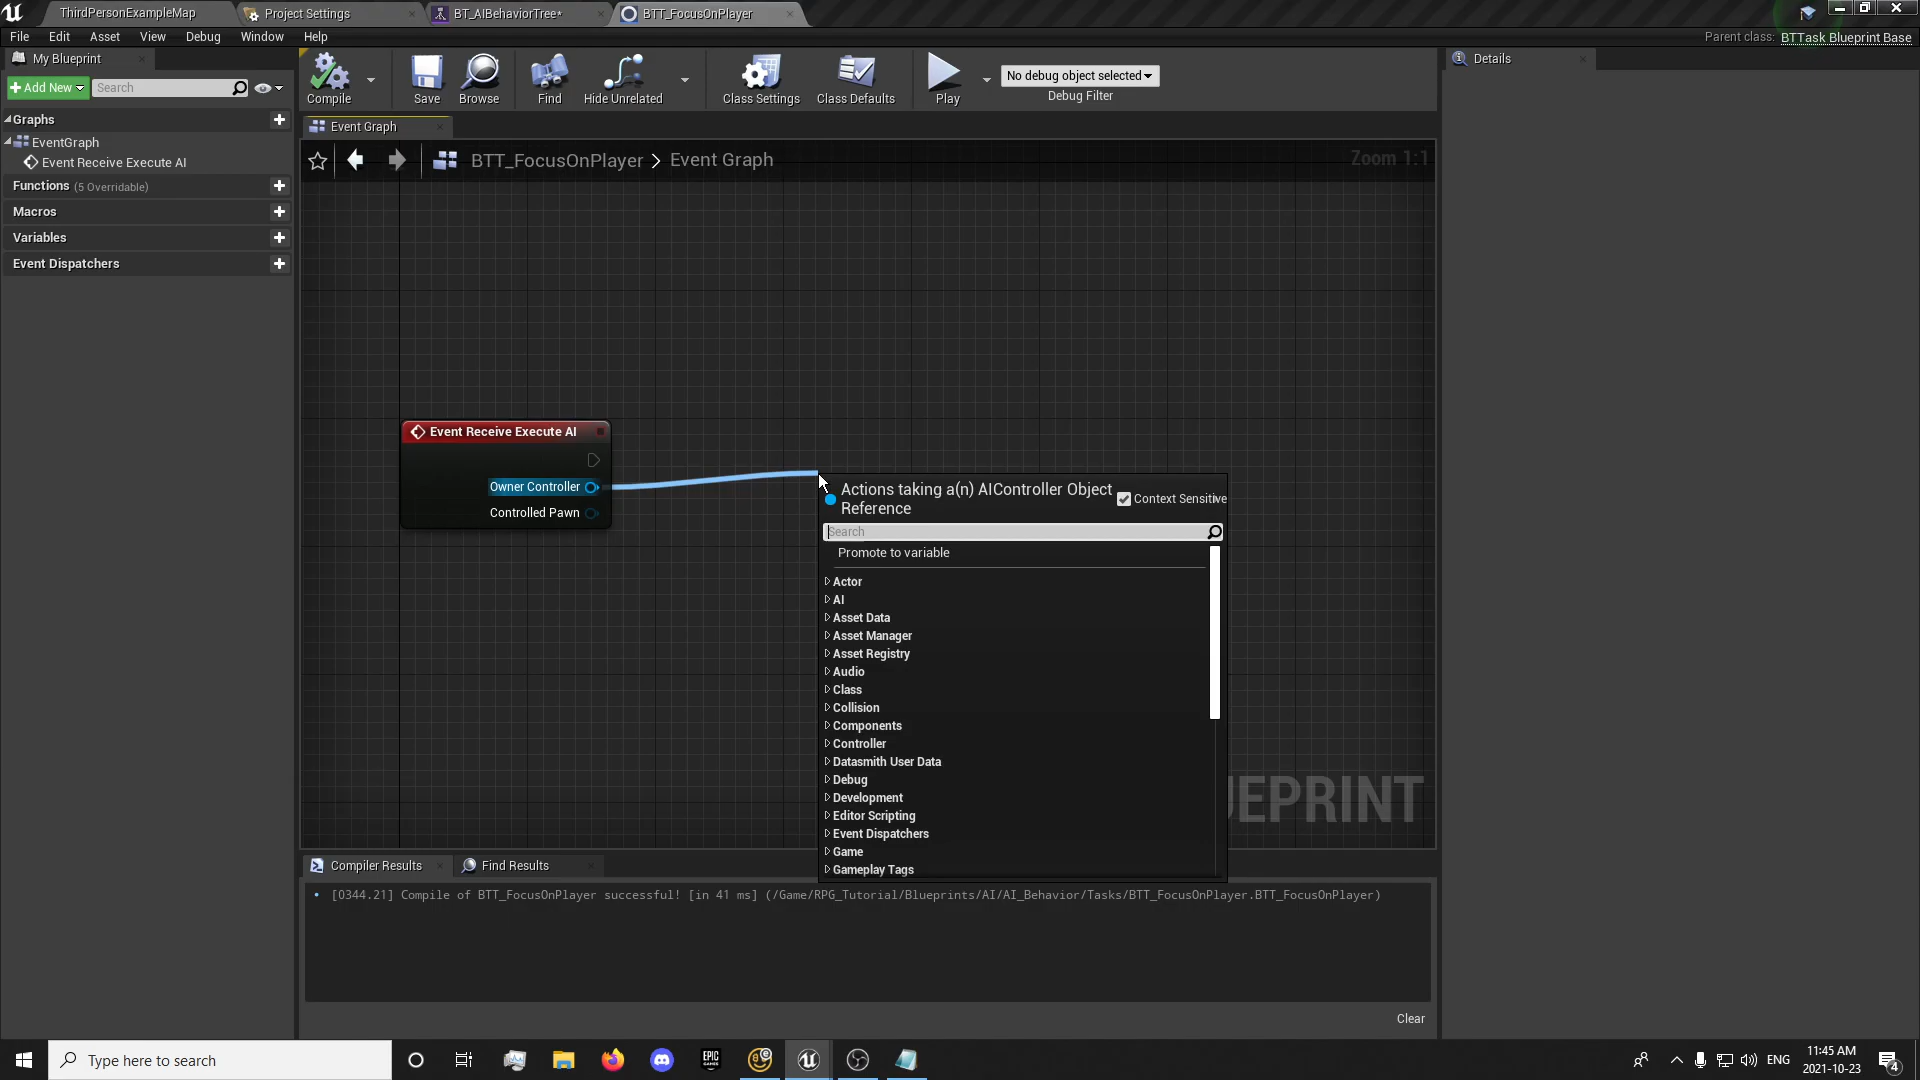 ThirdPersonExampleMap
Project Settings
BT_AIBehaviorTree*
BTT_FocusOnPlayer
File Edit Asset View Debug Window Help
Parent class: BTTask Blueprint Base
My Blueprint
Add New
Search
Compile
Save
Browse
Find
Hide Unrelated
Class Settings
Class Defaults
Play
No debug object selected
Debug Filter
Details
Graphs
EventGraph
Event Receive Execute AI
Functions (5 Overridable)
Macros
Variables
Event Dispatchers
Event Graph
BTT_FocusOnPlayer > Event Graph
Zoom 1:1
Event Receive Execute AI
Owner Controller
Controlled Pawn
Actions taking a(n) AIController Object
Reference
Context Sensitive
Search
Promote to variable
Actor
AI
Asset Data
Asset Manager
Asset Registry
Audio
Class
Collision
Components
Controller
Datasmith User Data
Debug
Development
Editor Scripting
Event Dispatchers
Game
Gameplay Tags
UEPRINT
Compiler Results
Find Results
[0344.21] Compile of BTT_FocusOnPlayer successful! [in 41 ms] (/Game/RPG_Tutorial/Blueprints/AI/AI_Behavior/Tasks/BTT_FocusOnPlayer.BTT_FocusOnPlayer)
Clear
Type here to search
EPIC
GAMES
ENG
11:45 AM
2021-10-23
4